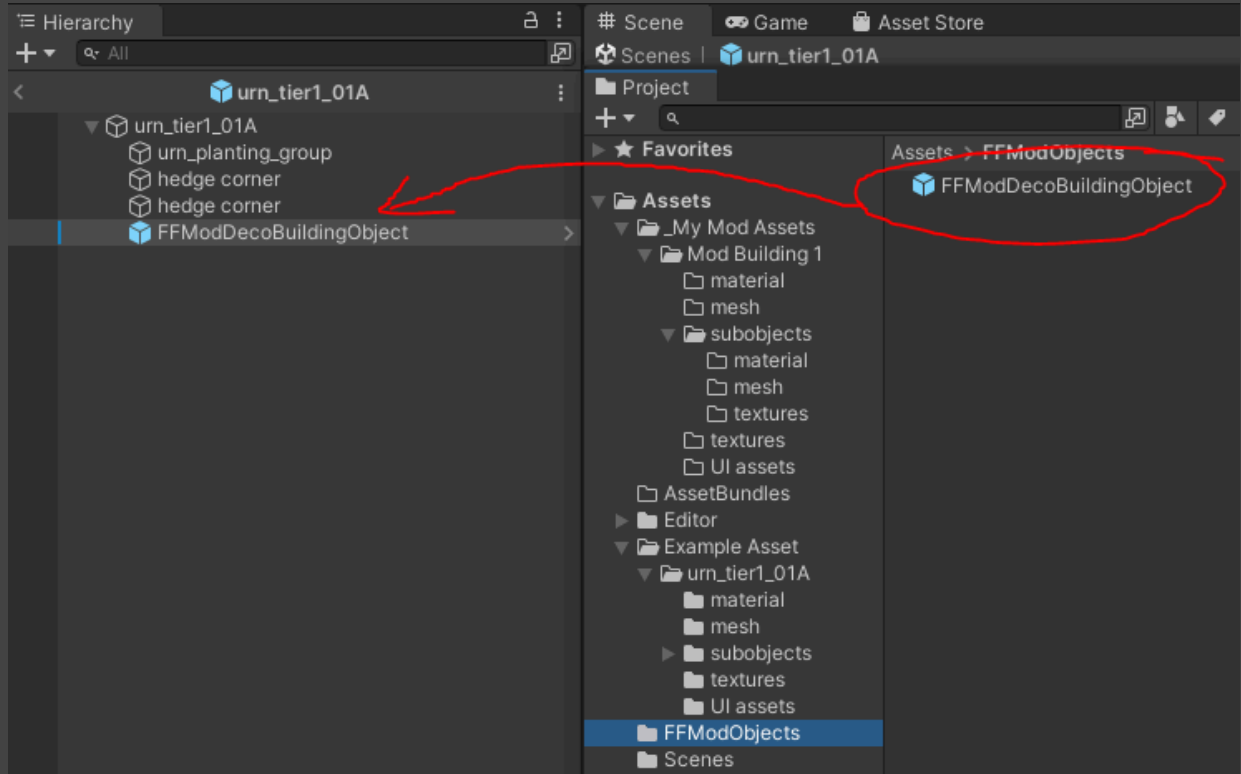 Hierarchy
All
urn_tier1_01A
urn_tier1_01A
urn_planting_group
hedge corner
hedge corner
FFModDecoBuildingObject
Scene
Game
Asset Store
Scenes
urn_tier1_01A
Project
Favorites
Assets
_My Mod Assets
Mod Building 1
material
mesh
subobjects
material
mesh
textures
textures
UI assets
AssetBundles
Editor
Example Asset
urn_tier1_01A
material
mesh
subobjects
textures
UI assets
FFModObjects
Scenes
Assets > FFModObjects
FFModDecoBuildingObject